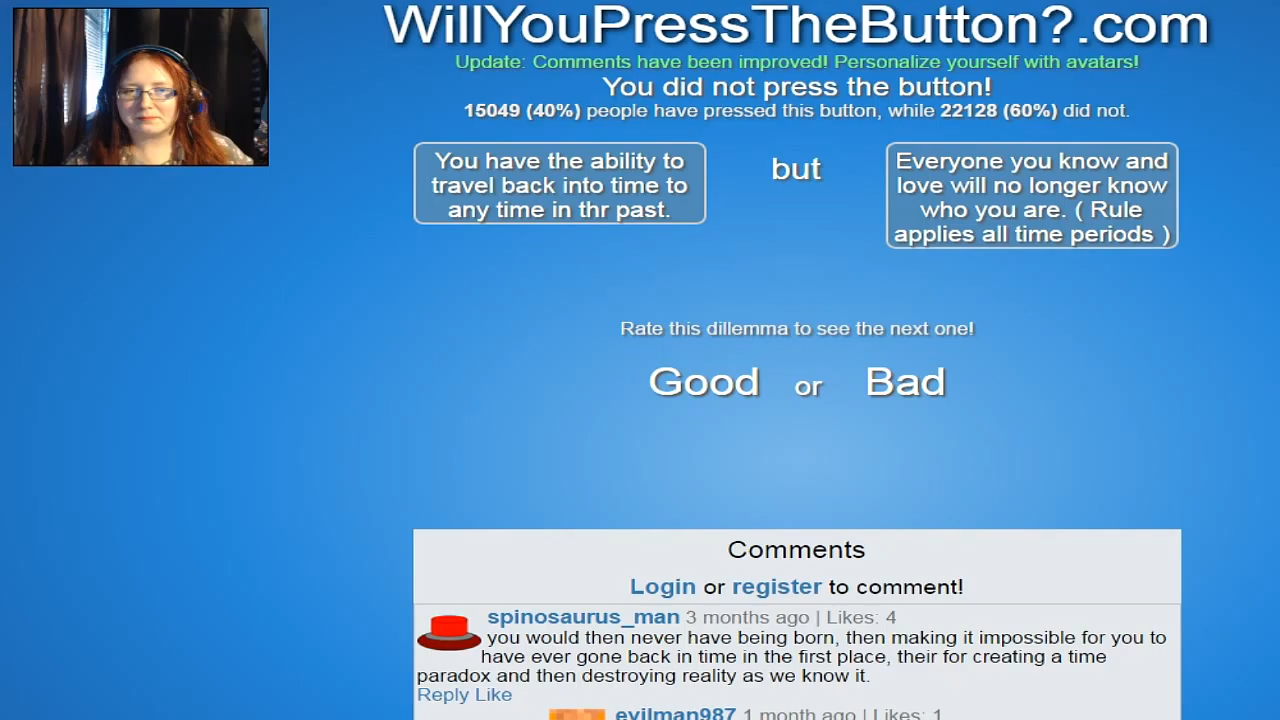 WillYouPressTheButton?.com
Update: Comments have been improved! Personalize yourself with avatars!
You did not press the button!
15049 (40%) people have pressed this button, while 22128 (60%) did not.
You have the ability to
travel back into time to
any time in thr past.
but
Everyone you know and
love will no longer know
who you are. ( Rule
applies all time periods )
Rate this dillemma to see the next one!
Good or Bad
Comments
Login or register to comment!
spinosaurus_man 3 months ago | Likes: 4
you would then never have being born, then making it impossible for you to
have ever gone back in time in the first place, their for creating a time
paradox and then destroying reality as we know it.
Reply Like
evilman987 1 month ago | Likes: 1